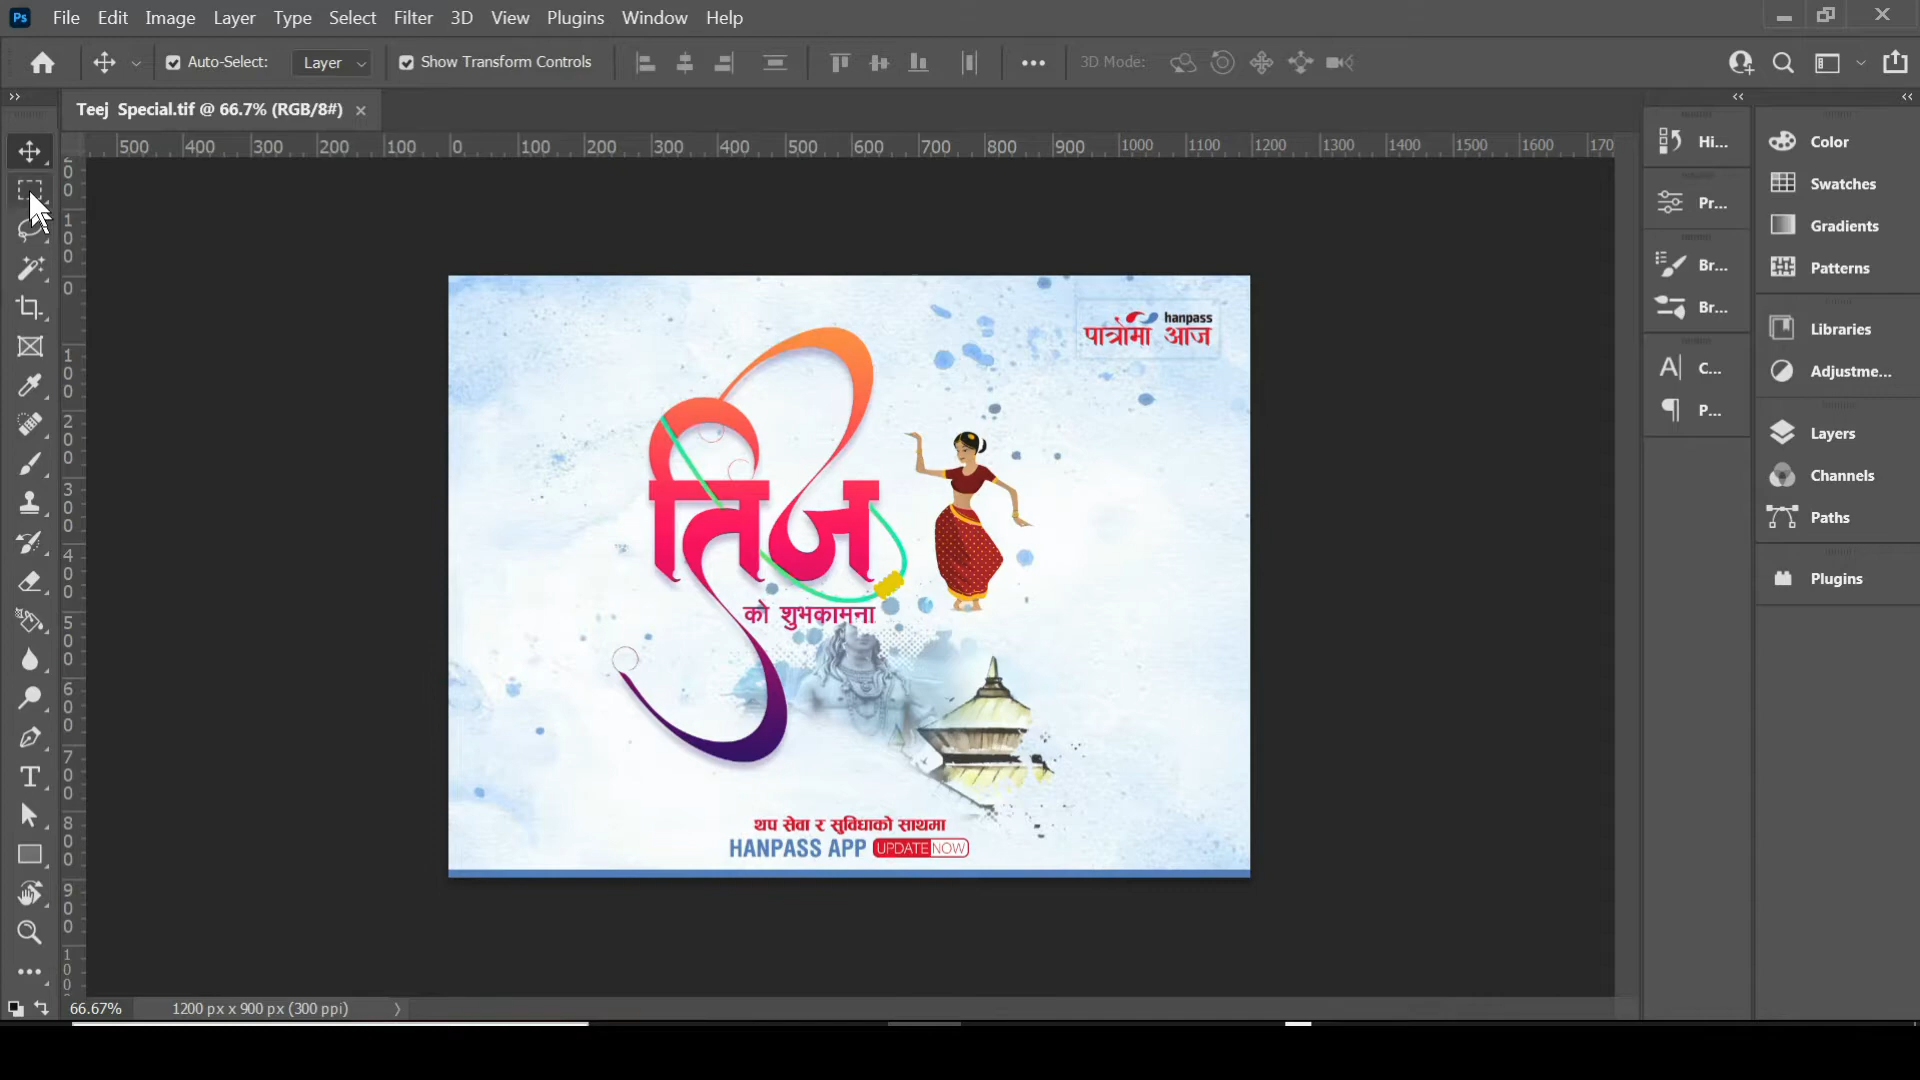 Ps File Edit Image Layer Type Select Filter 3D View Plugins Window Help
Auto-Select: Layer Show Transform Controls 3D Mode:
Teej Special.tif @ 66.7% (RGB/8#)
500 400 300 200 100 0 100 200 300 400 500 600 700 800 900 1000 1100 1200 1300 1400 1500 1600 170
hanpass
पात्रोमा आज
तिज
को शुभकामना
थप सेवा र सुविधाको साथमा
HANPASS APP UPDATE NOW
Hi...
Pr...
Br...
Br...
C...
P...
Color
Swatches
Gradients
Patterns
Libraries
Adjustme...
Layers
Channels
Paths
Plugins
66.67% 1200 px x 900 px (300 ppi)